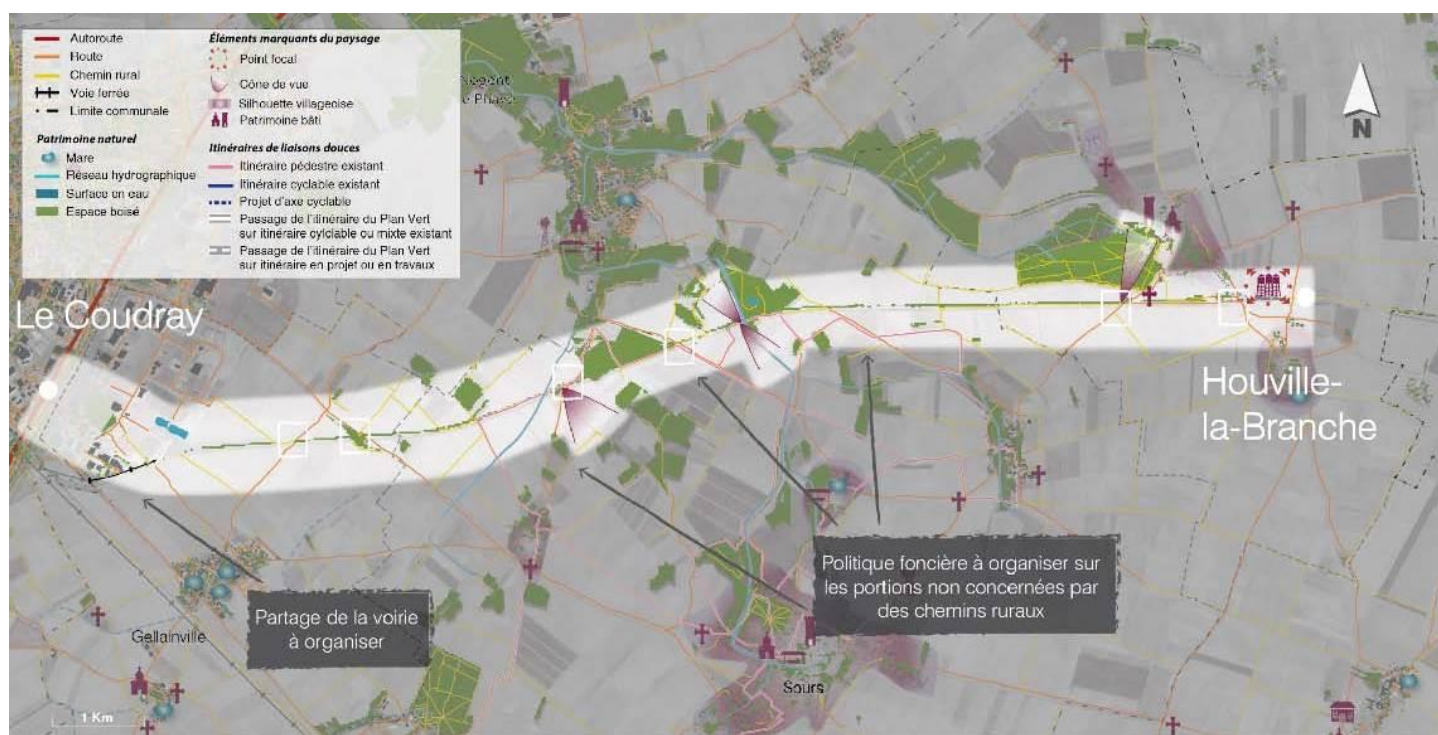 Autoroute
Route
Chemin rural
Voie ferrée
Limite communale
Patrimoine naturel
Mare
Réseau hydrographique
Surface en eau
Espace boisé
Éléments marquants du paysage
Point focal
Cône de vue
Silhouette villageoise
Patrimoine bâti
Itinéraires de liaisons douces
Itinéraire pédestre existant
Itinéraire cyclable existant
Projet d'axe cyclable
Passage de l'itinéraire du Plan Vert
sur itinéraire cylclable ou mixte existant
Passage de l'itinéraire du Plan Vert
sur itinéraire en projet ou en travaux
Nogent
le Phaye
N
Le Coudray
Houville-
la-Branche
Politique foncière à organiser sur
les portions non concernées par
des chemins ruraux
Partage de la voirie
à organiser
Gellainville
Sours
1 Km